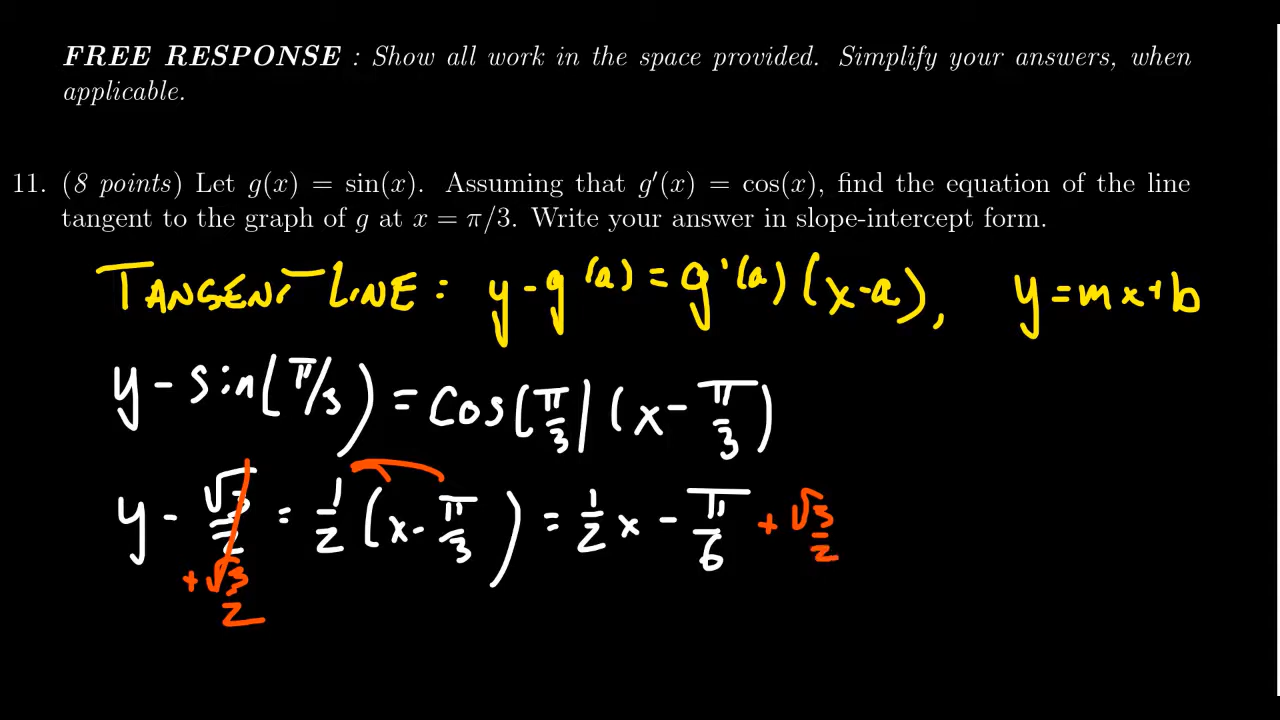 FREE RESPONSE : Show all work in the space provided. Simplify your answers, when
applicable.
11. (8 points) Let g(x) = sin(x). Assuming that g′(x) = cos(x), find the equation of the line
tangent to the graph of g at x = π/3. Write your answer in slope-intercept form.
TANGENT LINE: y-g(a)=g'(a)(x-a), y=mx+b
y - sin(π/3) = cos(π/3)(x - π/3)
y - √3/2 = 1/2(x - π/3) = 1/2 x - π/6 + √3/2
+ √3/2